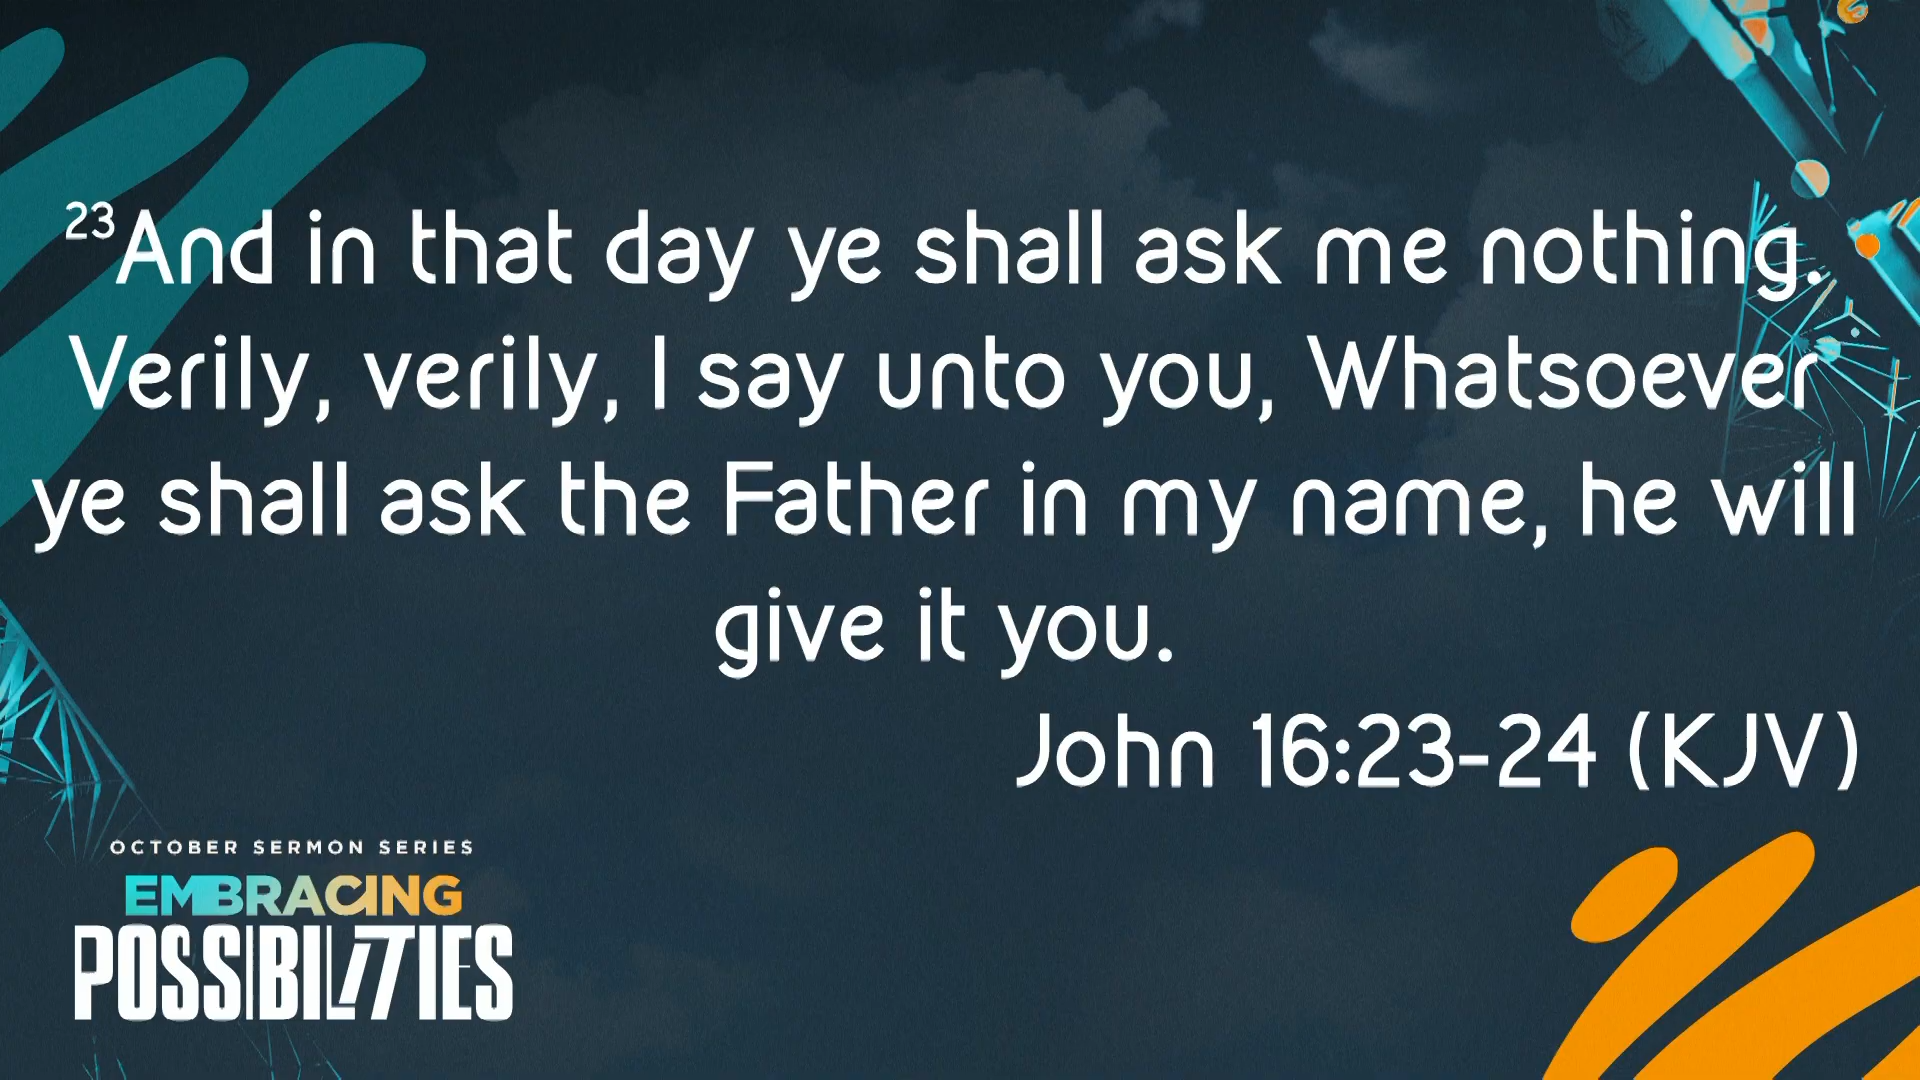 23And in that day ye shall ask me nothing.
Verily, verily, I say unto you, Whatsoever
ye shall ask the Father in my name, he will
give it you.
John 16:23-24 (KJV)
OCTOBER SERMON SERIES
EMBRACING
POSSIBILITIES